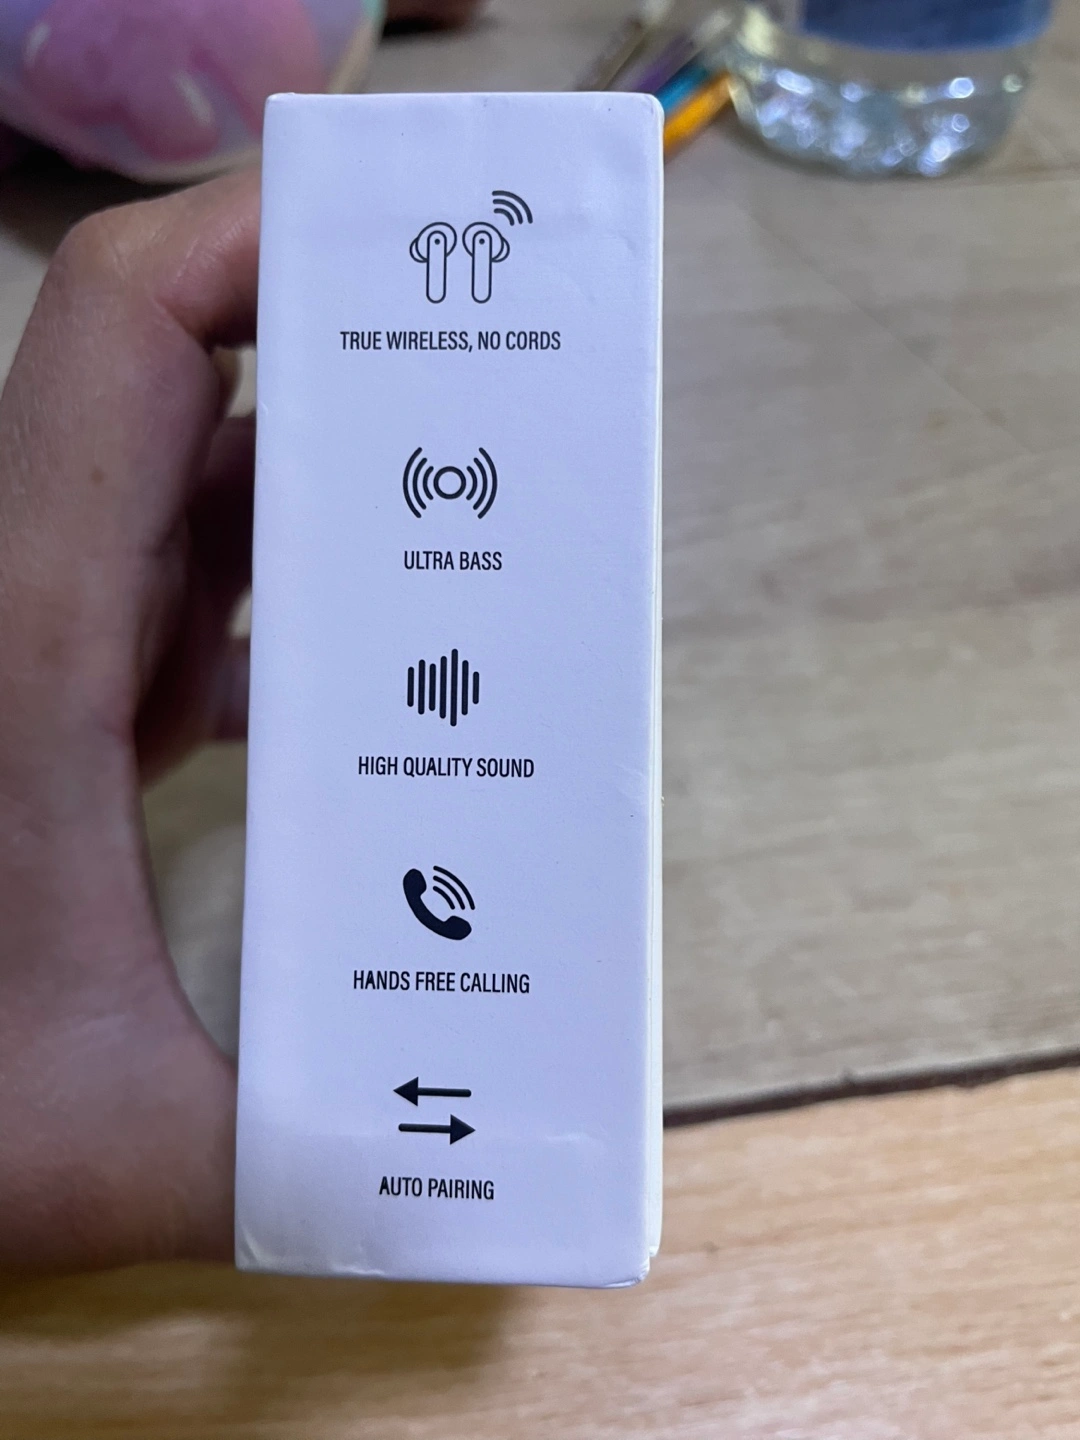 TRUE WIRELESS, NO CORDS
ULTRA BASS
HIGH QUALITY SOUND
HANDS FREE CALLING
AUTO PAIRING